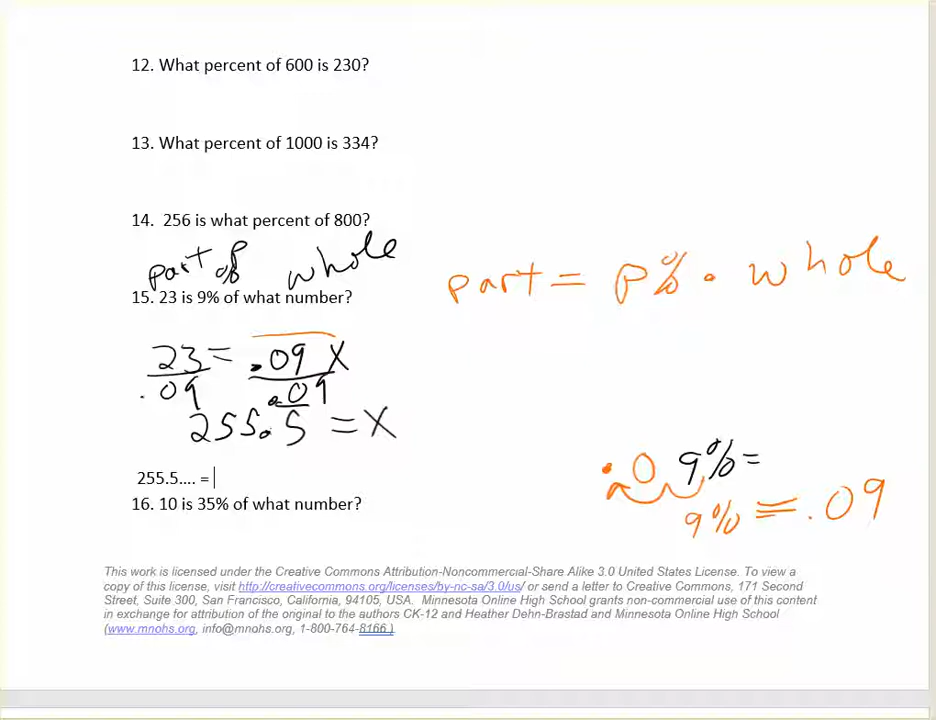 12. What percent of 600 is 230?
13. What percent of 1000 is 334?
14. 256 is what percent of 800?
part of whole
part = p% · whole
15. 23 is 9% of what number?
23 = .09 X
.09 .09
255.5 = X
.0 9% =
9% = .09
255.5.... =
16. 10 is 35% of what number?
This work is licensed under the Creative Commons Attribution-Noncommercial-Share Alike 3.0 United States License. To view a
copy of this license, visit http://creativecommons.org/licenses/by-nc-sa/3.0/us/ or send a letter to Creative Commons, 171 Second
Street, Suite 300, San Francisco, California, 94105, USA. Minnesota Online High School grants non-commercial use of this content
in exchange for attribution of the original to the authors CK-12 and Heather Dehn-Brastad and Minnesota Online High School
(www.mnohs.org, info@mnohs.org, 1-800-764-8166 )